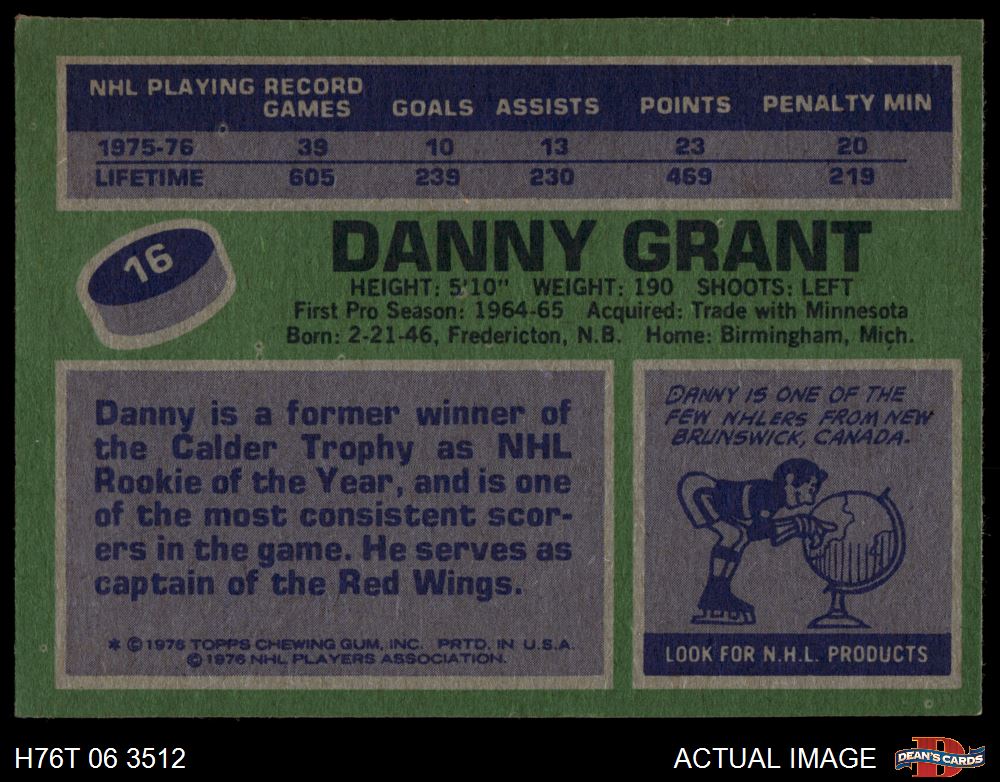 NHL PLAYING RECORD
GAMES GOALS ASSISTS POINTS PENALTY MIN
1975-76 39 10 13 23 20
LIFETIME 605 239 230 469 219
16
DANNY GRANT
HEIGHT: 5'10" WEIGHT: 190 SHOOTS: LEFT
First Pro Season: 1964-65 Acquired: Trade with Minnesota
Born: 2-21-46, Fredericton, N.B. Home: Birmingham, Mich.
Danny is a former winner of
the Calder Trophy as NHL
Rookie of the Year, and is one
of the most consistent scor-
ers in the game. He serves as
captain of the Red Wings.
* © 1976 TOPPS CHEWING GUM, INC. PRTD. IN U.S.A.
© 1976 NHL PLAYERS ASSOCIATION.
DANNY IS ONE OF THE
FEW NHLERS FROM NEW
BRUNSWICK, CANADA.
LOOK FOR N.H.L. PRODUCTS
H76T 06 3512
ACTUAL IMAGE
D
DEAN'S CARDS